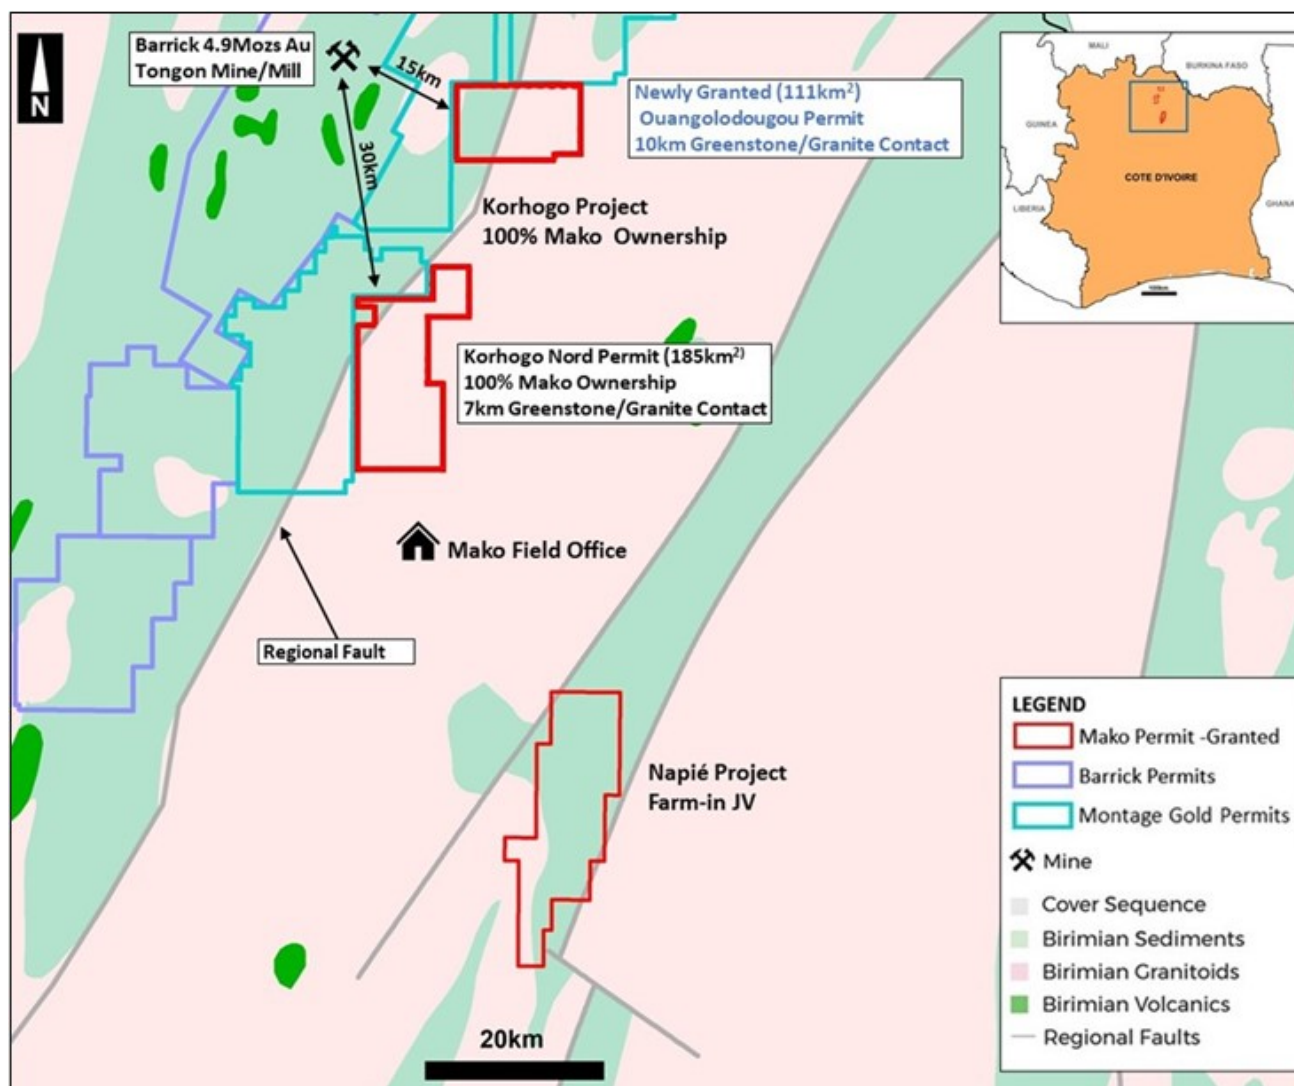 N
Barrick 4.9Mozs Au
Tongon Mine/Mill
15km
30km
Newly Granted (111km²)
Ouangolodougou Permit
10km Greenstone/Granite Contact
Korhogo Project
100% Mako Ownership
Korhogo Nord Permit (185km²)
100% Mako Ownership
7km Greenstone/Granite Contact
Mako Field Office
Regional Fault
Napié Project
Farm-in JV
20km
MALI
BURKINA FASO
GUINEA
COTE D'IVOIRE
LIBERIA
GHANA
100km
LEGEND
Mako Permit -Granted
Barrick Permits
Montage Gold Permits
Mine
Cover Sequence
Birimian Sediments
Birimian Granitoids
Birimian Volcanics
Regional Faults